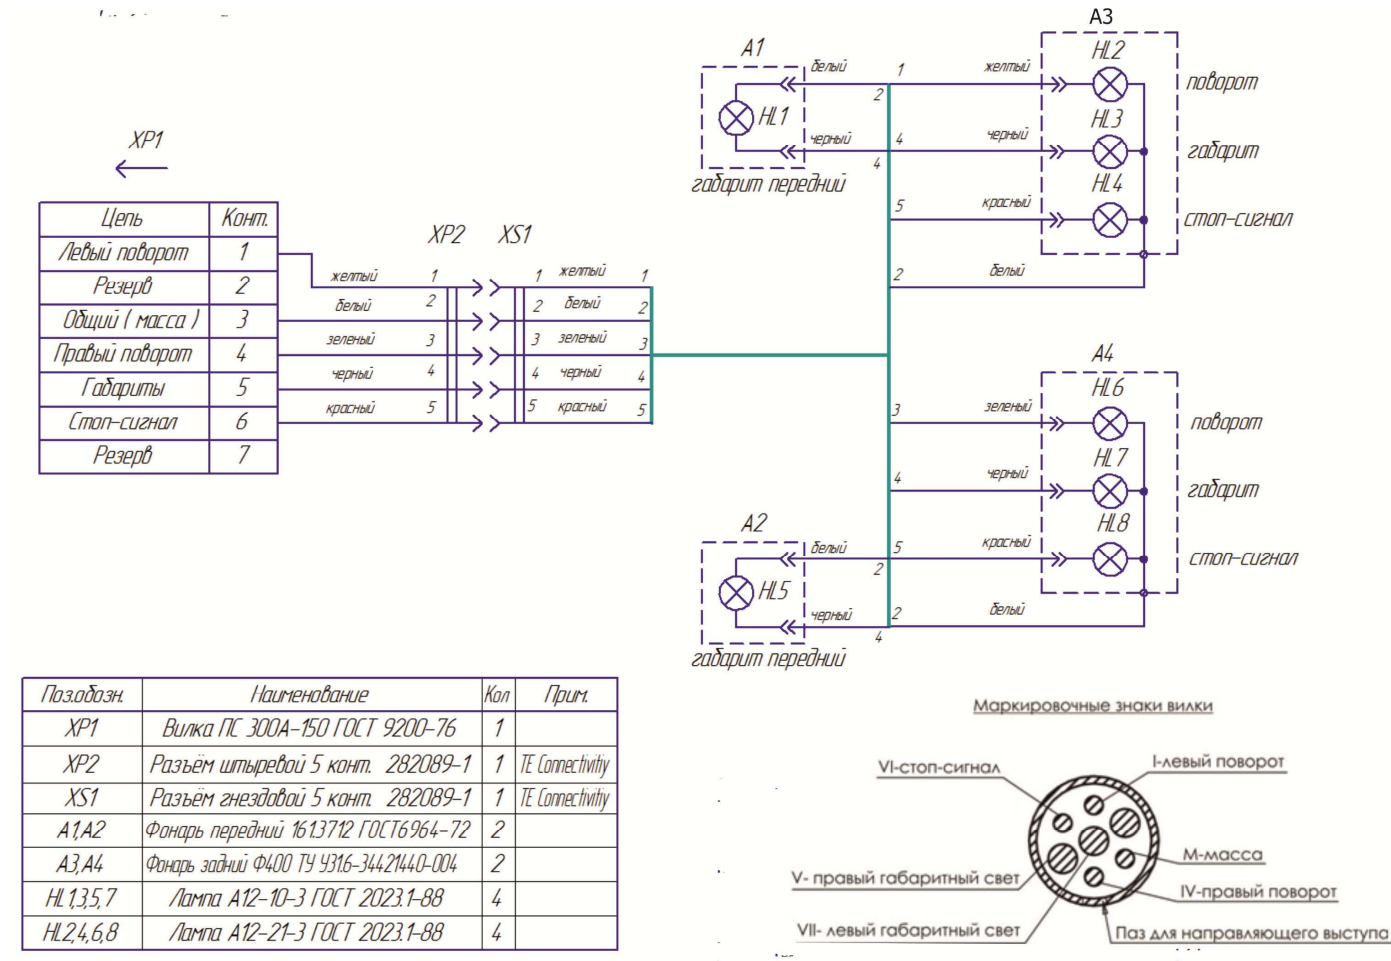 XP1
Цепь Конт.
Левый поворот 1
Резерв 2
Общий ( масса ) 3
Правый поворот 4
Габариты 5
Стоп-сигнал 6
Резерв 7
XP2 XS1
желтый 1 1 желтый 1
белый 2 2 белый 2
зеленый 3 3 зеленый 3
черный 4 4 черный 4
красный 5 5 красный 5
A1
белый
HL1
черный
габарит передний
2
4
A3
1 желтый HL2 поворот
4 черный HL3 габарит
5 красный HL4 стоп-сигнал
2 белый
A4
3 зеленый HL6 поворот
4 черный HL7 габарит
5 красный HL8 стоп-сигнал
2 белый
A2
белый
HL5
черный
габарит передний
2
4
Поз.обозн. Наименование Кол Прим.
XP1 Вилка ПС 300А-150 ГОСТ 9200-76 1
XP2 Разъём штыревой 5 конт. 282089-1 1 TE Connectivitiy
XS1 Разъём гнездовой 5 конт. 282089-1 1 TE Connectivitiy
A1,A2 Фонарь передний 161.3712 ГОСТ6964-72 2
A3,A4 Фонарь задний Ф400 ТУ У31.6-34421440-004 2
HL1,3,5,7 Лампа А12-10-3 ГОСТ 2023.1-88 4
HL2,4,6,8 Лампа А12-21-3 ГОСТ 2023.1-88 4
Маркировочные знаки вилки
VI-стоп-сигнал
I-левый поворот
М-масса
V- правый габаритный свет
IV-правый поворот
VII- левый габаритный свет
Паз для направляющего выступа